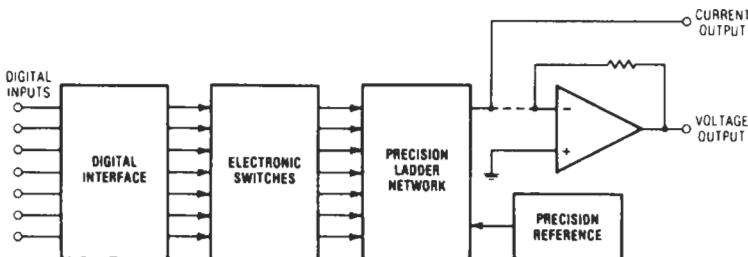 CURRENT
OUTPUT
DIGITAL
INPUTS
DIGITAL
INTERFACE
ELECTRONIC
SWITCHES
PRECISION
LADDER
NETWORK
−
+
VOLTAGE
OUTPUT
PRECISION
REFERENCE